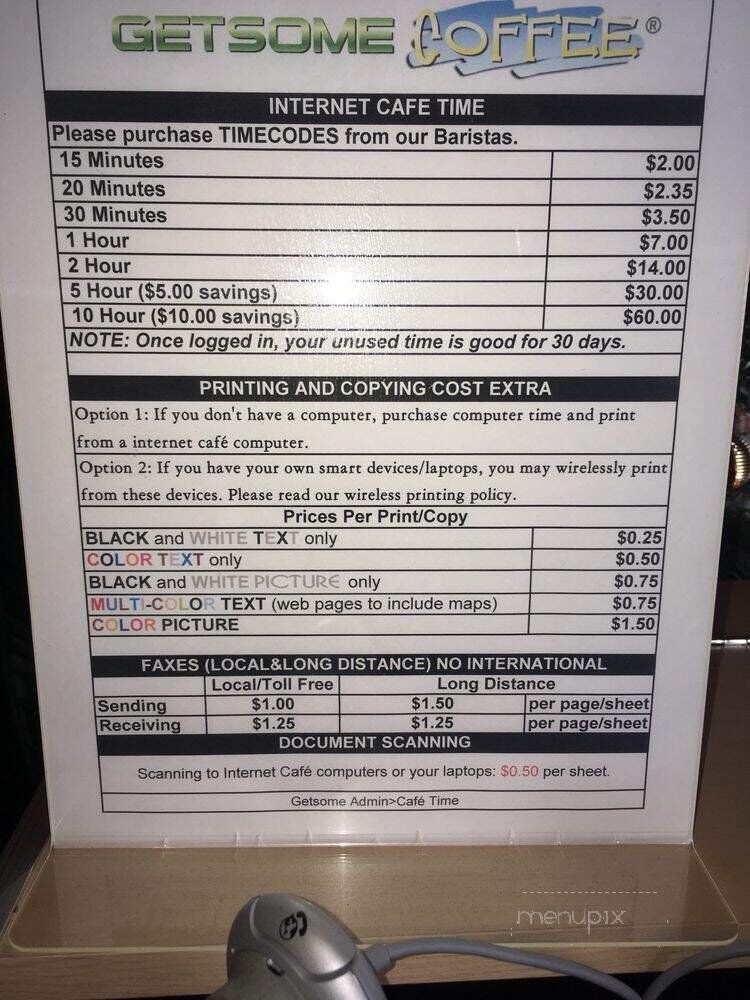 GETSOME COFFEE®
INTERNET CAFE TIME
Please purchase TIMECODES from our Baristas.
15 Minutes $2.00
20 Minutes $2.35
30 Minutes $3.50
1 Hour $7.00
2 Hour $14.00
5 Hour ($5.00 savings) $30.00
10 Hour ($10.00 savings) $60.00
NOTE: Once logged in, your unused time is good for 30 days.
PRINTING AND COPYING COST EXTRA
Option 1: If you don't have a computer, purchase computer time and print
from a internet café computer.
Option 2: If you have your own smart devices/laptops, you may wirelessly print
from these devices. Please read our wireless printing policy.
Prices Per Print/Copy
BLACK and WHITE TEXT only $0.25
COLOR TEXT only $0.50
BLACK and WHITE PICTURE only $0.75
MULTI-COLOR TEXT (web pages to include maps) $0.75
COLOR PICTURE $1.50
FAXES (LOCAL&LONG DISTANCE) NO INTERNATIONAL
Local/Toll Free Long Distance
Sending $1.00 $1.50 per page/sheet
Receiving $1.25 $1.25 per page/sheet
DOCUMENT SCANNING
Scanning to Internet Café computers or your laptops: $0.50 per sheet.
Getsome Admin>Café Time
menupix